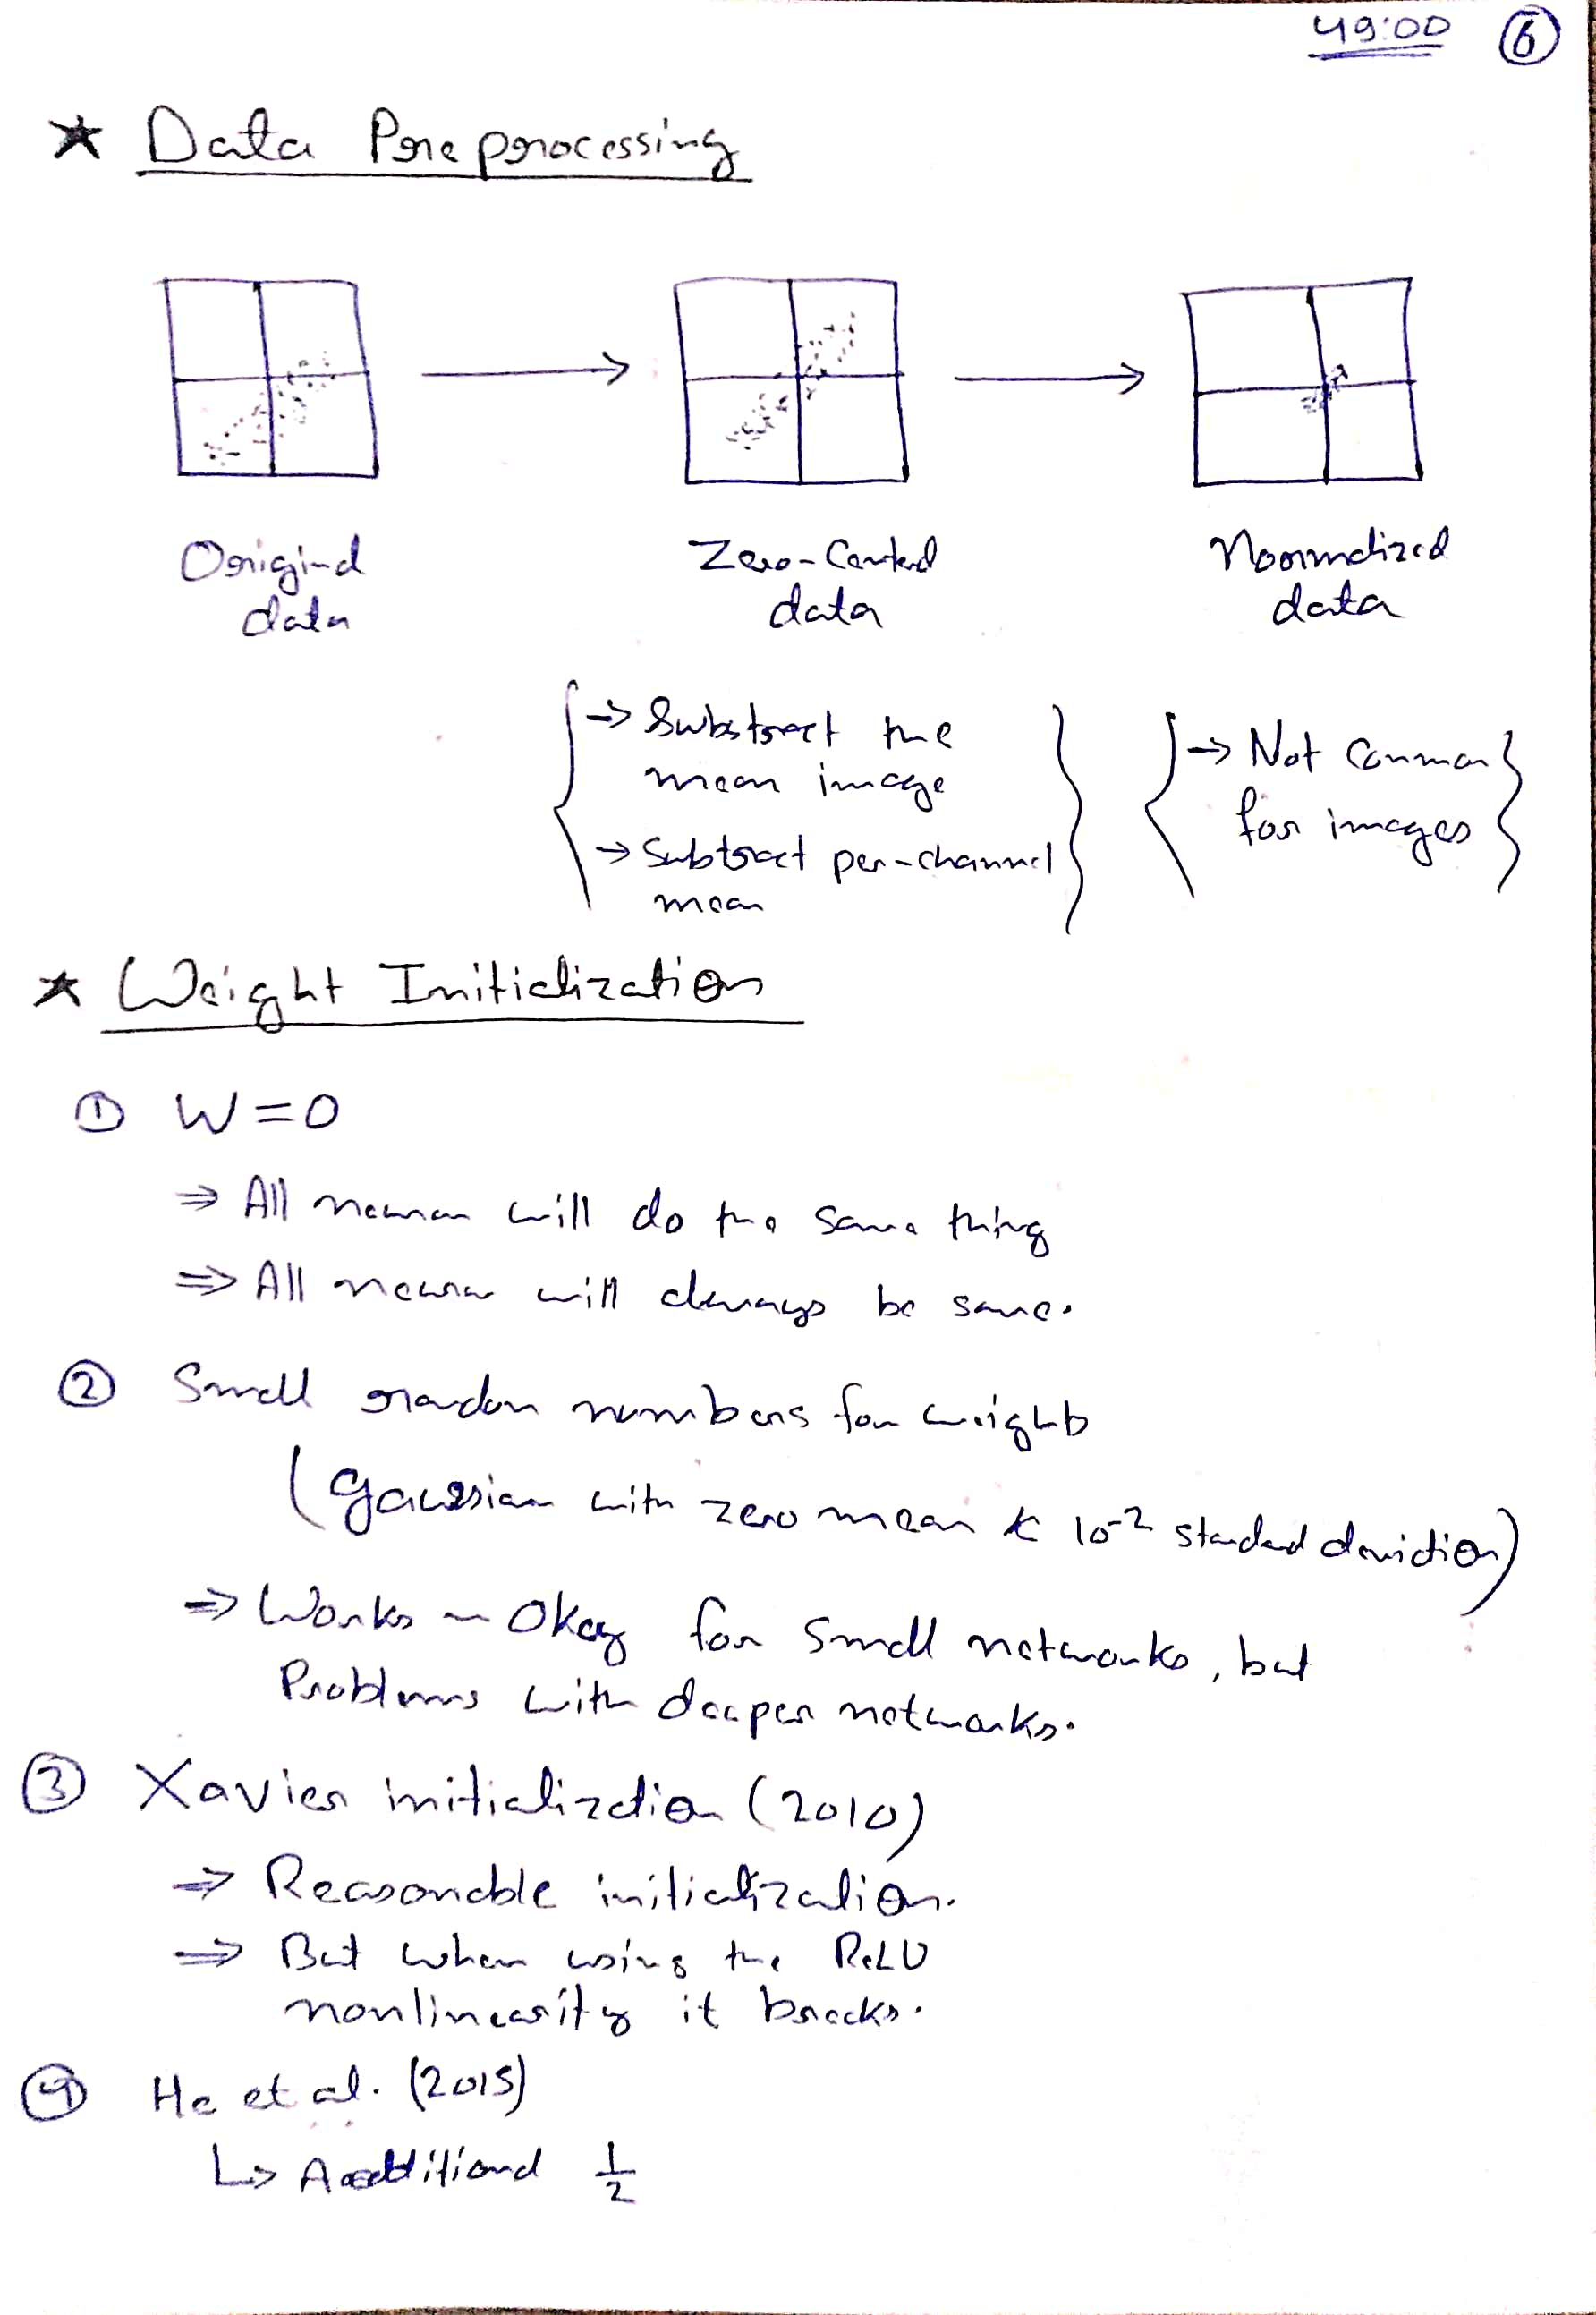 49:00 ⑥
★ Data Preprocessing
Original data
Zero-Centerd data
Normalized data
→ Substract the mean image
→ Subtract per-channel mean
→ Not Common for images
★ Weight Initialization
① W=0
⇒ All neuron will do the same thing
⇒ All neuron will always be same.
② Small random numbers for weights
(gaussian with zero mean & 10-2 standard deviation)
⇒ Works ~ Okay for small networks, but
Problems with deeper networks.
③ Xavier initialization (2010)
⇒ Reasonable initialization.
⇒ But when using the ReLU
nonlinearity it breaks.
④ He et al. (2015)
↳ Additional 1/2